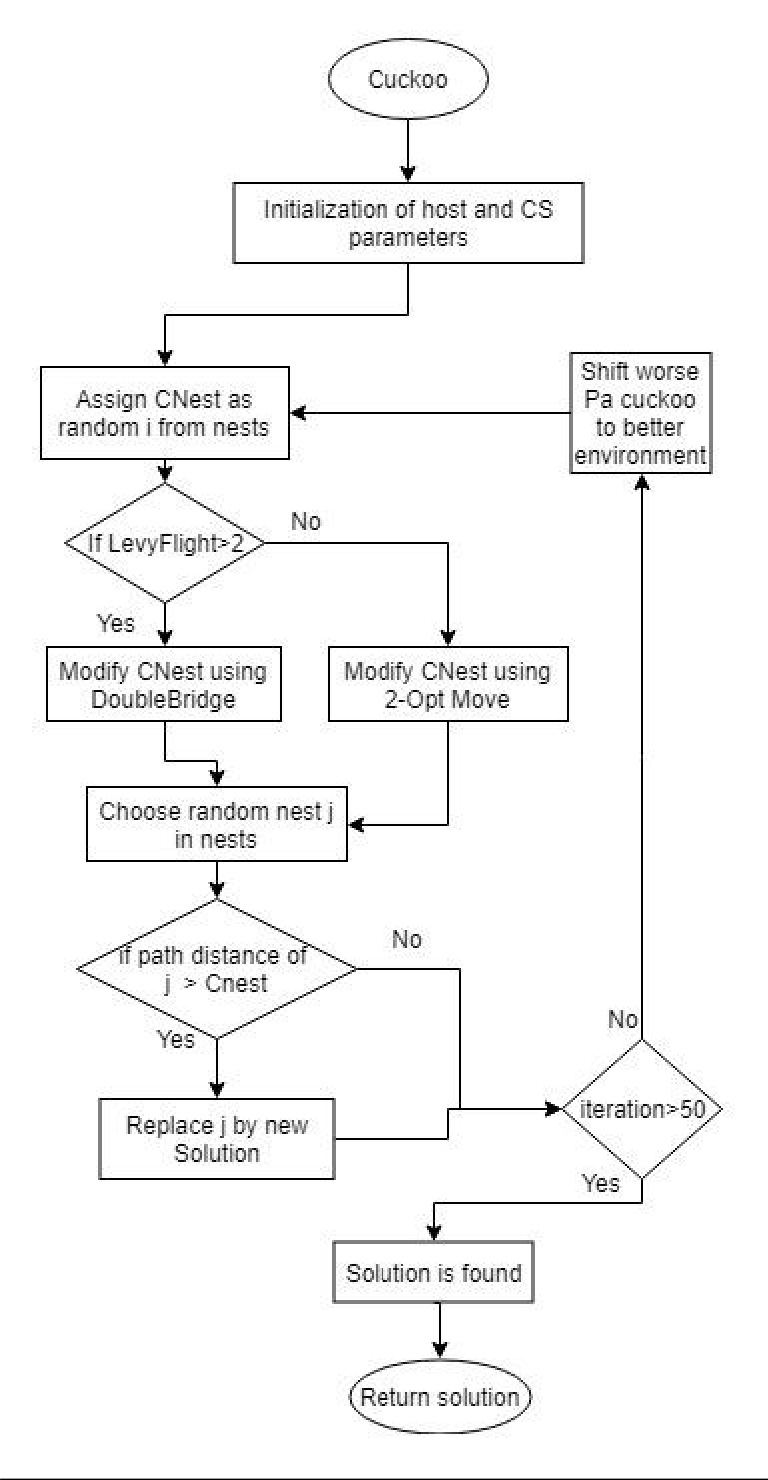 Cuckoo
Initialization of host and CS
parameters
Assign CNest as
random i from nests
Shift worse
Pa cuckoo
to better
environment
If LevyFlight>2
No
Yes
Modify CNest using
DoubleBridge
Modify CNest using
2-Opt Move
Choose random nest j
in nests
if path distance of
j > Cnest
No
Yes
Replace j by new
Solution
No
iteration>50
Yes
Solution is found
Return solution